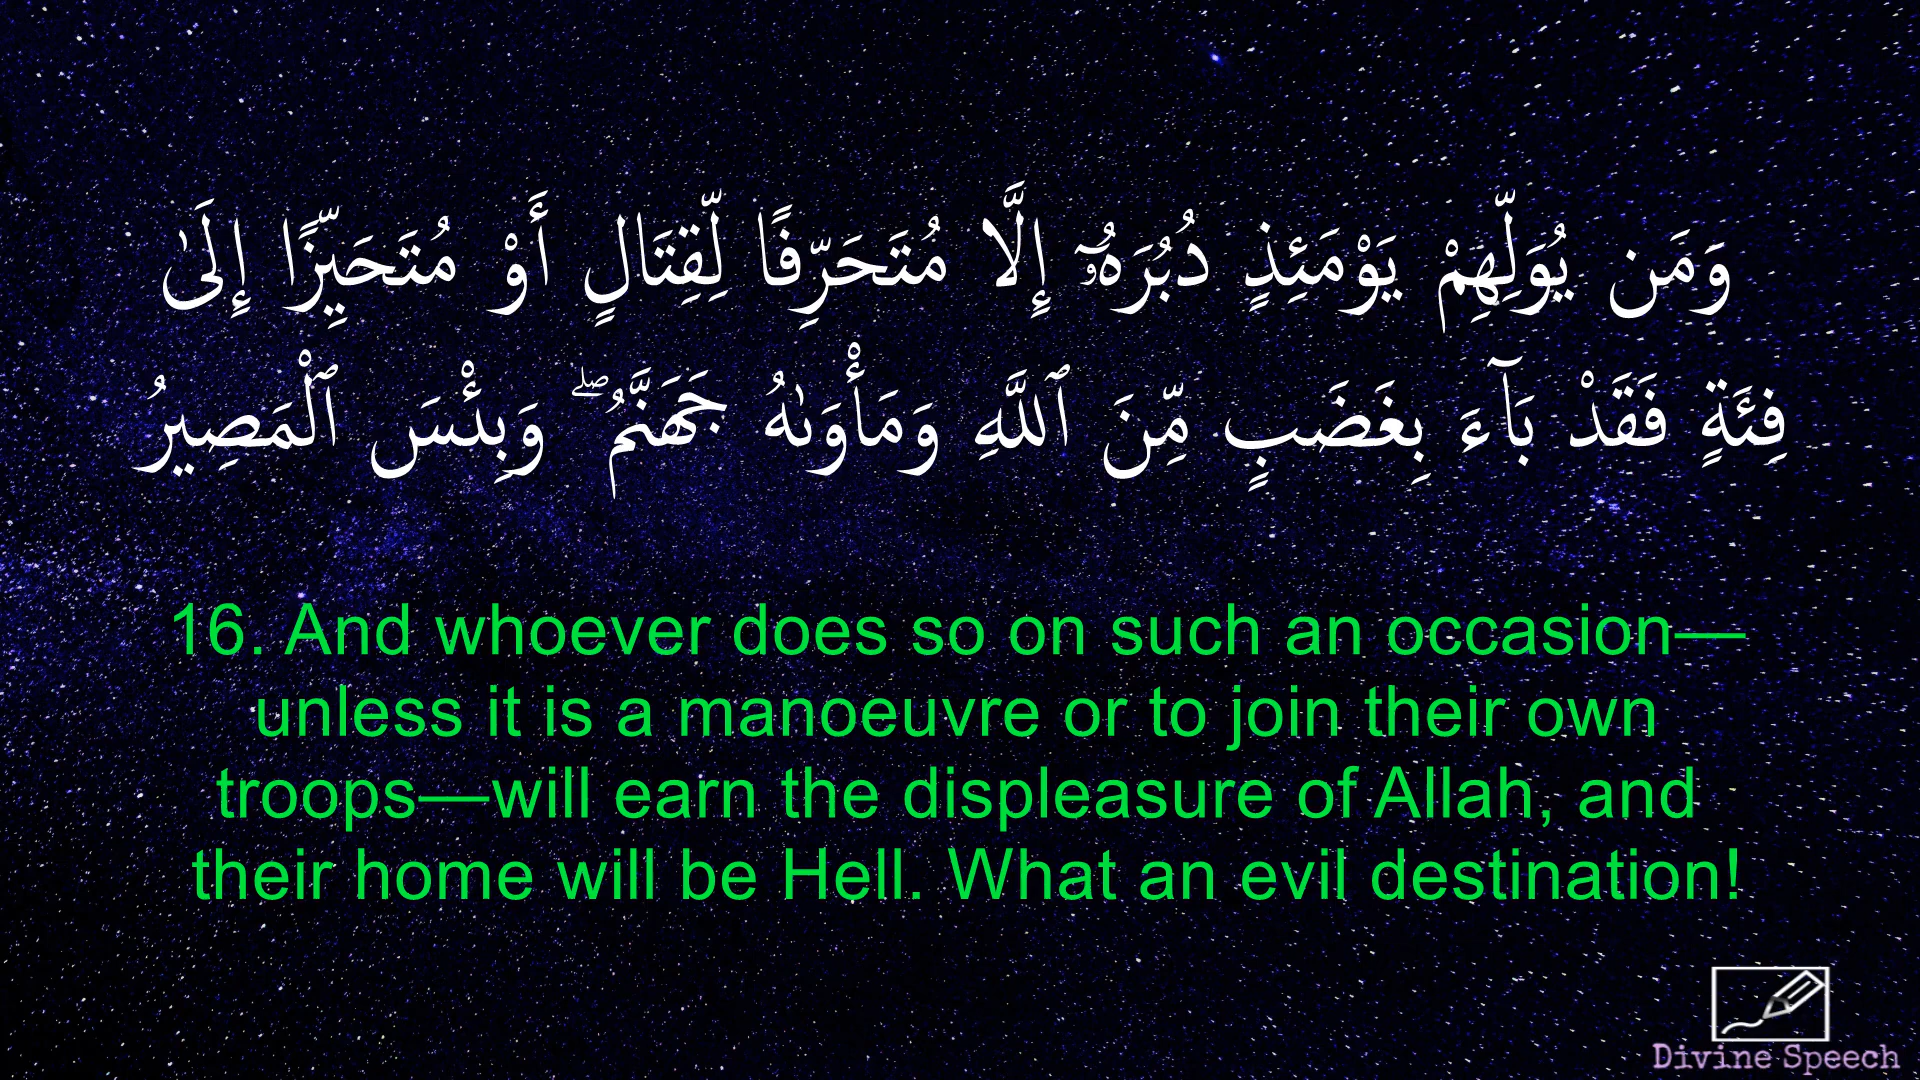 وَمَن يُوَلِّهِمْ يَوْمَئِذٍ دُبُرَهُۥٓ إِلَّا مُتَحَرِّفًا لِّقِتَالٍ أَوْ مُتَحَيِّزًا إِلَىٰ
فِئَةٍ فَقَدْ بَآءَ بِغَضَبٍ مِّنَ ٱللَّهِ وَمَأْوَىٰهُ جَهَنَّمُ ۖ وَبِئْسَ ٱلْمَصِيرُ
16. And whoever does so on such an occasion—
unless it is a manoeuvre or to join their own
troops—will earn the displeasure of Allah, and
their home will be Hell. What an evil destination!
Divine Speech